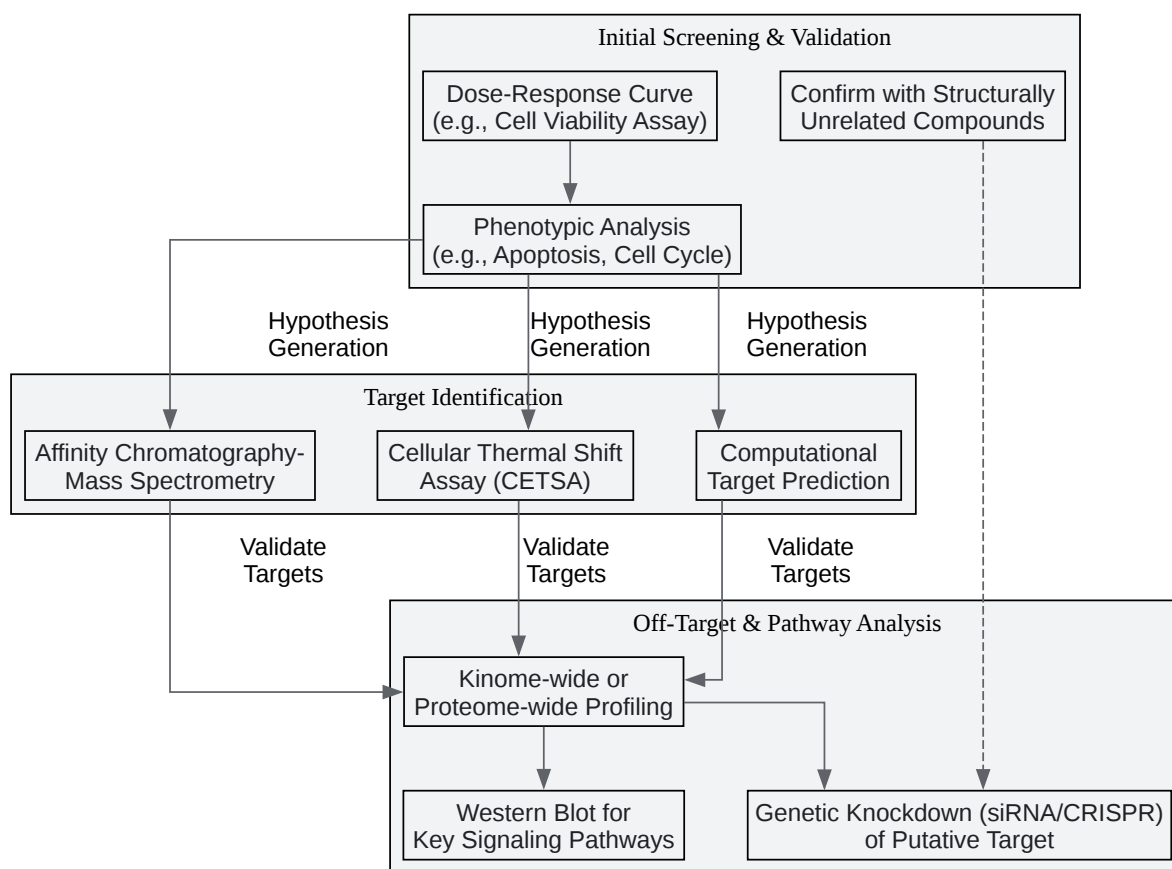 Initial Screening & Validation
Dose-Response Curve
(e.g., Cell Viability Assay)
Confirm with Structurally
Unrelated Compounds
Phenotypic Analysis
(e.g., Apoptosis, Cell Cycle)
Hypothesis
Generation
Hypothesis
Generation
Hypothesis
Generation
Target Identification
Affinity Chromatography-
Mass Spectrometry
Cellular Thermal Shift
Assay (CETSA)
Computational
Target Prediction
Validate
Targets
Validate
Targets
Validate
Targets
Off-Target & Pathway Analysis
Kinome-wide or
Proteome-wide Profiling
Western Blot for
Key Signaling Pathways
Genetic Knockdown (siRNA/CRISPR)
of Putative Target